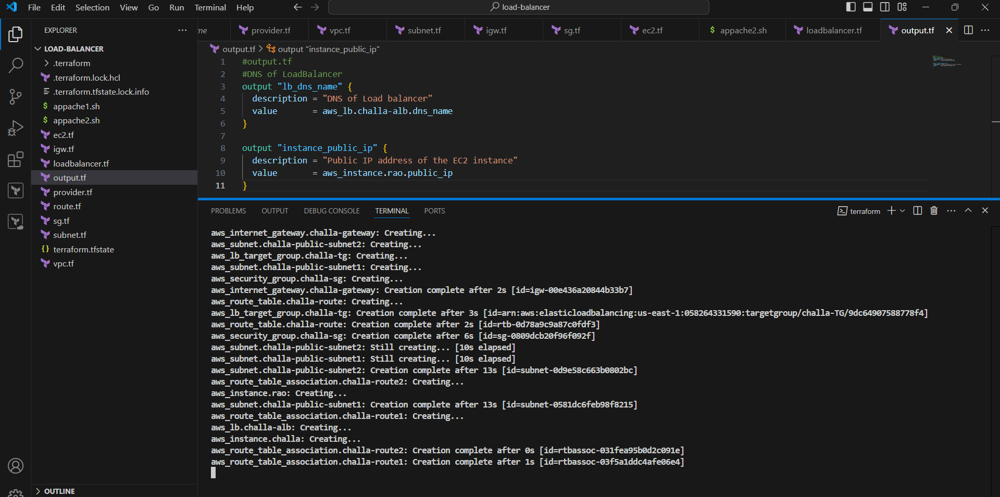 File Edit Selection View Go Run Terminal Help
load-balancer
EXPLORER
LOAD-BALANCER
.terraform
.terraform.lock.hcl
.terraform.tfstate.lock.info
appache1.sh
appache2.sh
ec2.tf
igw.tf
loadbalancer.tf
output.tf
provider.tf
route.tf
sg.tf
subnet.tf
terraform.tfstate
vpc.tf
OUTLINE
me provider.tf vpc.tf subnet.tf igw.tf sg.tf ec2.tf appache2.sh loadbalancer.tf output.tf
output.tf > output "instance_public_ip"
1 #output.tf
2 #DNS of LoadBalancer
3 output "lb_dns_name" {
4 description = "DNS of Load balancer"
5 value = aws_lb.challa-alb.dns_name
6 }
7
8 output "instance_public_ip" {
9 description = "Public IP address of the EC2 instance"
10 value = aws_instance.rao.public_ip
11 }
PROBLEMS OUTPUT DEBUG CONSOLE TERMINAL PORTS
terraform
aws_internet_gateway.challa-gateway: Creating...
aws_subnet.challa-public-subnet2: Creating...
aws_lb_target_group.challa-tg: Creating...
aws_subnet.challa-public-subnet1: Creating...
aws_security_group.challa-sg: Creating...
aws_internet_gateway.challa-gateway: Creation complete after 2s [id=igw-00e436a20844b33b7]
aws_route_table.challa-route: Creating...
aws_lb_target_group.challa-tg: Creation complete after 3s [id=arn:aws:elasticloadbalancing:us-east-1:058264331590:targetgroup/challa-TG/9dc64907588778f4]
aws_route_table.challa-route: Creation complete after 2s [id=rtb-0d78a9c9a87c0fdf3]
aws_security_group.challa-sg: Creation complete after 6s [id=sg-0809dcb20f96f092f]
aws_subnet.challa-public-subnet2: Still creating... [10s elapsed]
aws_subnet.challa-public-subnet1: Still creating... [10s elapsed]
aws_subnet.challa-public-subnet2: Creation complete after 13s [id=subnet-0d9e58c663b0802bc]
aws_route_table_association.challa-route2: Creating...
aws_instance.rao: Creating...
aws_subnet.challa-public-subnet1: Creation complete after 13s [id=subnet-0581dc6feb98f8215]
aws_route_table_association.challa-route1: Creating...
aws_lb.challa-alb: Creating...
aws_instance.challa: Creating...
aws_route_table_association.challa-route2: Creation complete after 0s [id=rtbassoc-031fea95b0d2c091e]
aws_route_table_association.challa-route1: Creation complete after 1s [id=rtbassoc-03f5a1ddc4afe06e4]